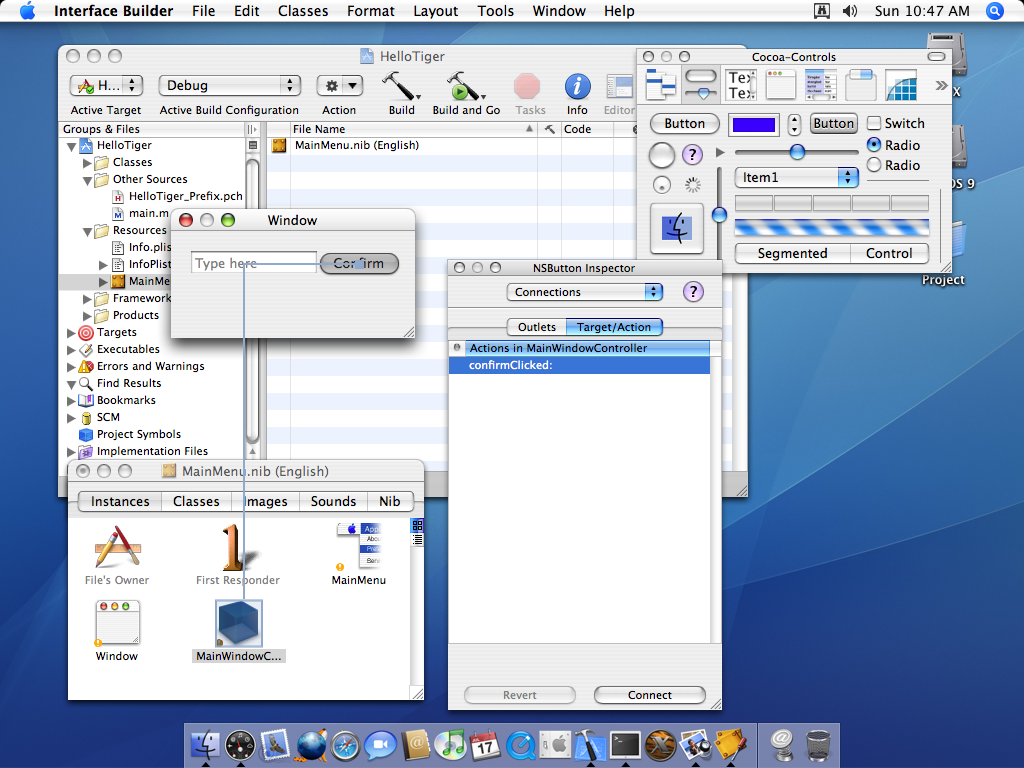 Interface Builder File Edit Classes Format Layout Tools Window Help Sun 10:47 AM
HelloTiger
H... Debug
Active Target Active Build Configuration Action Build Build and Go Tasks Info Editor
Groups & Files
File Name Code
HelloTiger
Classes
Other Sources
HelloTiger_Prefix.pch
main.m
Resources
Info.plis
InfoPlist
MainMe
Framework
Products
Targets
Executables
Errors and Warnings
Find Results
Bookmarks
SCM
Project Symbols
Implementation Files
MainMenu.nib (English)
Window
Type here Confirm
Cocoa-Controls
Tex
Tex
Button Button Switch
Radio
Radio
Item1
Segmented Control
X
OS 9
Project
NSButton Inspector
Connections
?
Outlets Target/Action
Actions in MainWindowController
confirmClicked:
Revert Connect
MainMenu.nib (English)
Instances Classes Images Sounds Nib
File's Owner First Responder MainMenu
Window MainWindowC...
17